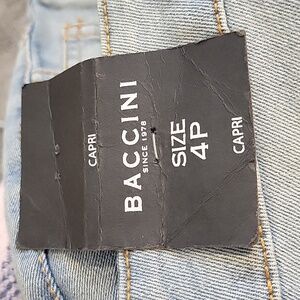 CAPRI
BACCINI
SINCE 1978
SIZE
4P
CAPRI